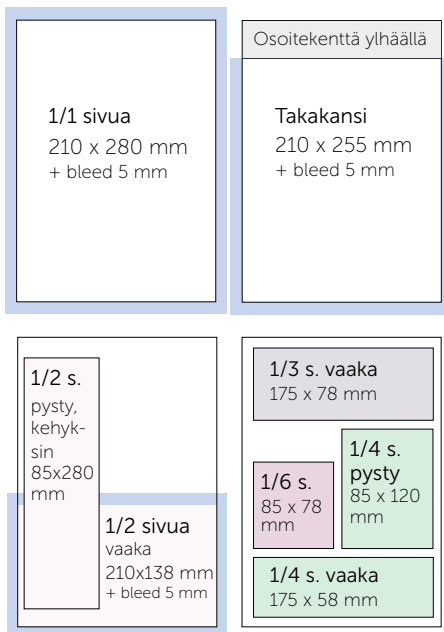 1/1 sivua
210 x 280 mm
+ bleed 5 mm
Osoitekenttä ylhäällä
Takakansi
210 x 255 mm
+ bleed 5 mm
1/2 s.
pysty,
kehyk-
sin
85x280
mm
1/2 sivua
vaaka
210x138 mm
+ bleed 5 mm
1/3 s. vaaka
175 x 78 mm
1/4 s.
pysty
85 x 120
mm
1/6 s.
85 x 78
mm
1/4 s. vaaka
175 x 58 mm